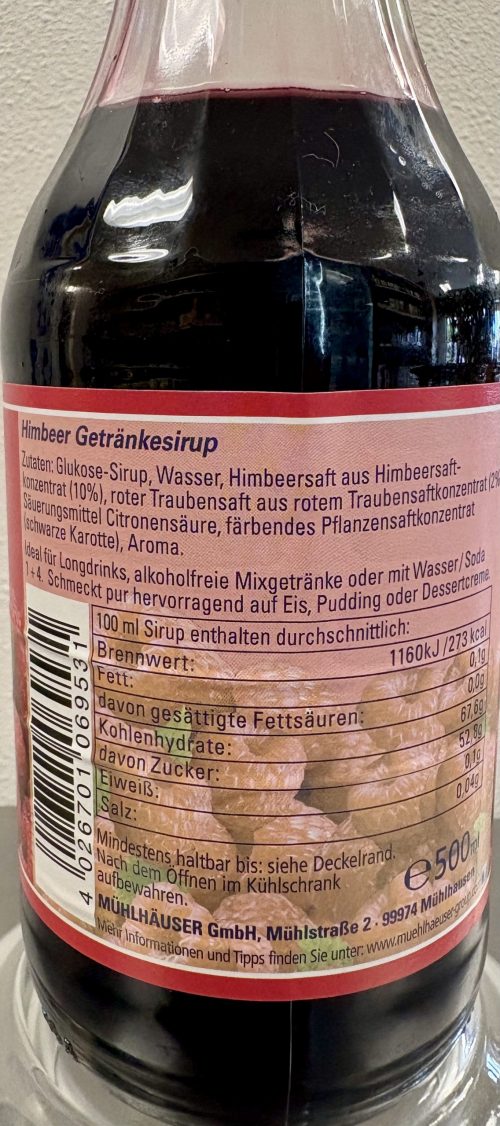 Himbeer Getränkesirup
Zutaten: Glukose-Sirup, Wasser, Himbeersaft aus Himbeersaft-
konzentrat (10%), roter Traubensaft aus rotem Traubensaftkonzentrat (2%
Säuerungsmittel Citronensäure, färbendes Pflanzensaftkonzentrat
(schwarze Karotte), Aroma.
Ideal für Longdrinks, alkoholfreie Mixgetränke oder mit Wasser/Soda
1+4. Schmeckt pur hervorragend auf Eis, Pudding oder Dessertcreme.
100 ml Sirup enthalten durchschnittlich:
Brennwert: 1160kJ/273 kcal
Fett: 0,1g
davon gesättigte Fettsäuren: 0,0g
Kohlenhydrate: 67,6g
davon Zucker: 52,8g
Eiweiß: 0,1g
Salz: 0,04g
4 026701 069531
Mindestens haltbar bis: siehe Deckelrand.
Nach dem Öffnen im Kühlschrank
aufbewahren.
℮500ml
MÜHLHÄUSER GmbH, Mühlstraße 2 · 99974 Mühlhausen
Mehr Informationen und Tipps finden Sie unter: www.muehlhaeuser-group.